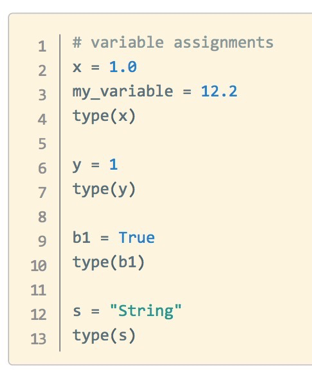 1 # variable assignments
2 x = 1.0
3 my_variable = 12.2
4 type(x)
5
6 y = 1
7 type(y)
8
9 b1 = True
10 type(b1)
11
12 s = "String"
13 type(s)